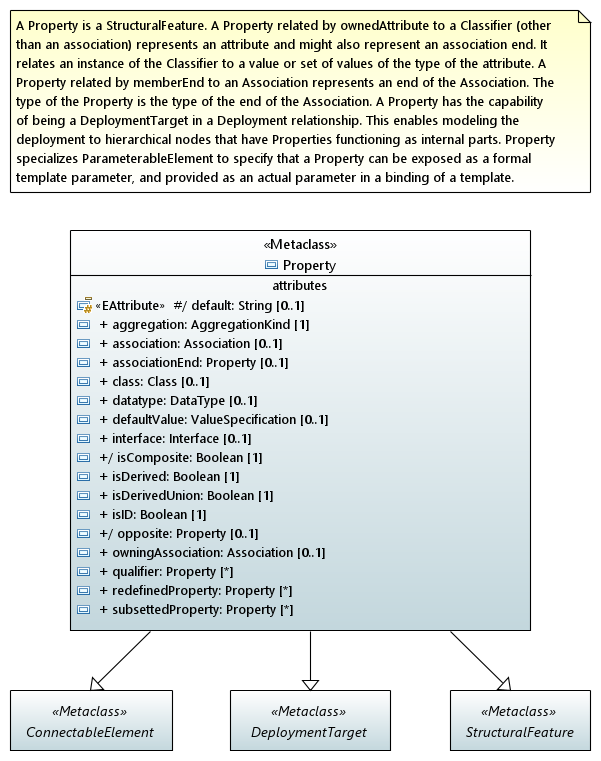 A Property is a StructuralFeature. A Property related by ownedAttribute to a Classifier (other
than an association) represents an attribute and might also represent an association end. It
relates an instance of the Classifier to a value or set of values of the type of the attribute. A
Property related by memberEnd to an Association represents an end of the Association. The
type of the Property is the type of the end of the Association. A Property has the capability
of being a DeploymentTarget in a Deployment relationship. This enables modeling the
deployment to hierarchical nodes that have Properties functioning as internal parts. Property
specializes ParameterableElement to specify that a Property can be exposed as a formal
template parameter, and provided as an actual parameter in a binding of a template.
«Metaclass»
Property
attributes
«EAttribute» #/ default: String [0..1]
+ aggregation: AggregationKind [1]
+ association: Association [0..1]
+ associationEnd: Property [0..1]
+ class: Class [0..1]
+ datatype: DataType [0..1]
+ defaultValue: ValueSpecification [0..1]
+ interface: Interface [0..1]
+/ isComposite: Boolean [1]
+ isDerived: Boolean [1]
+ isDerivedUnion: Boolean [1]
+ isID: Boolean [1]
+/ opposite: Property [0..1]
+ owningAssociation: Association [0..1]
+ qualifier: Property [*]
+ redefinedProperty: Property [*]
+ subsettedProperty: Property [*]
«Metaclass»
ConnectableElement
«Metaclass»
DeploymentTarget
«Metaclass»
StructuralFeature